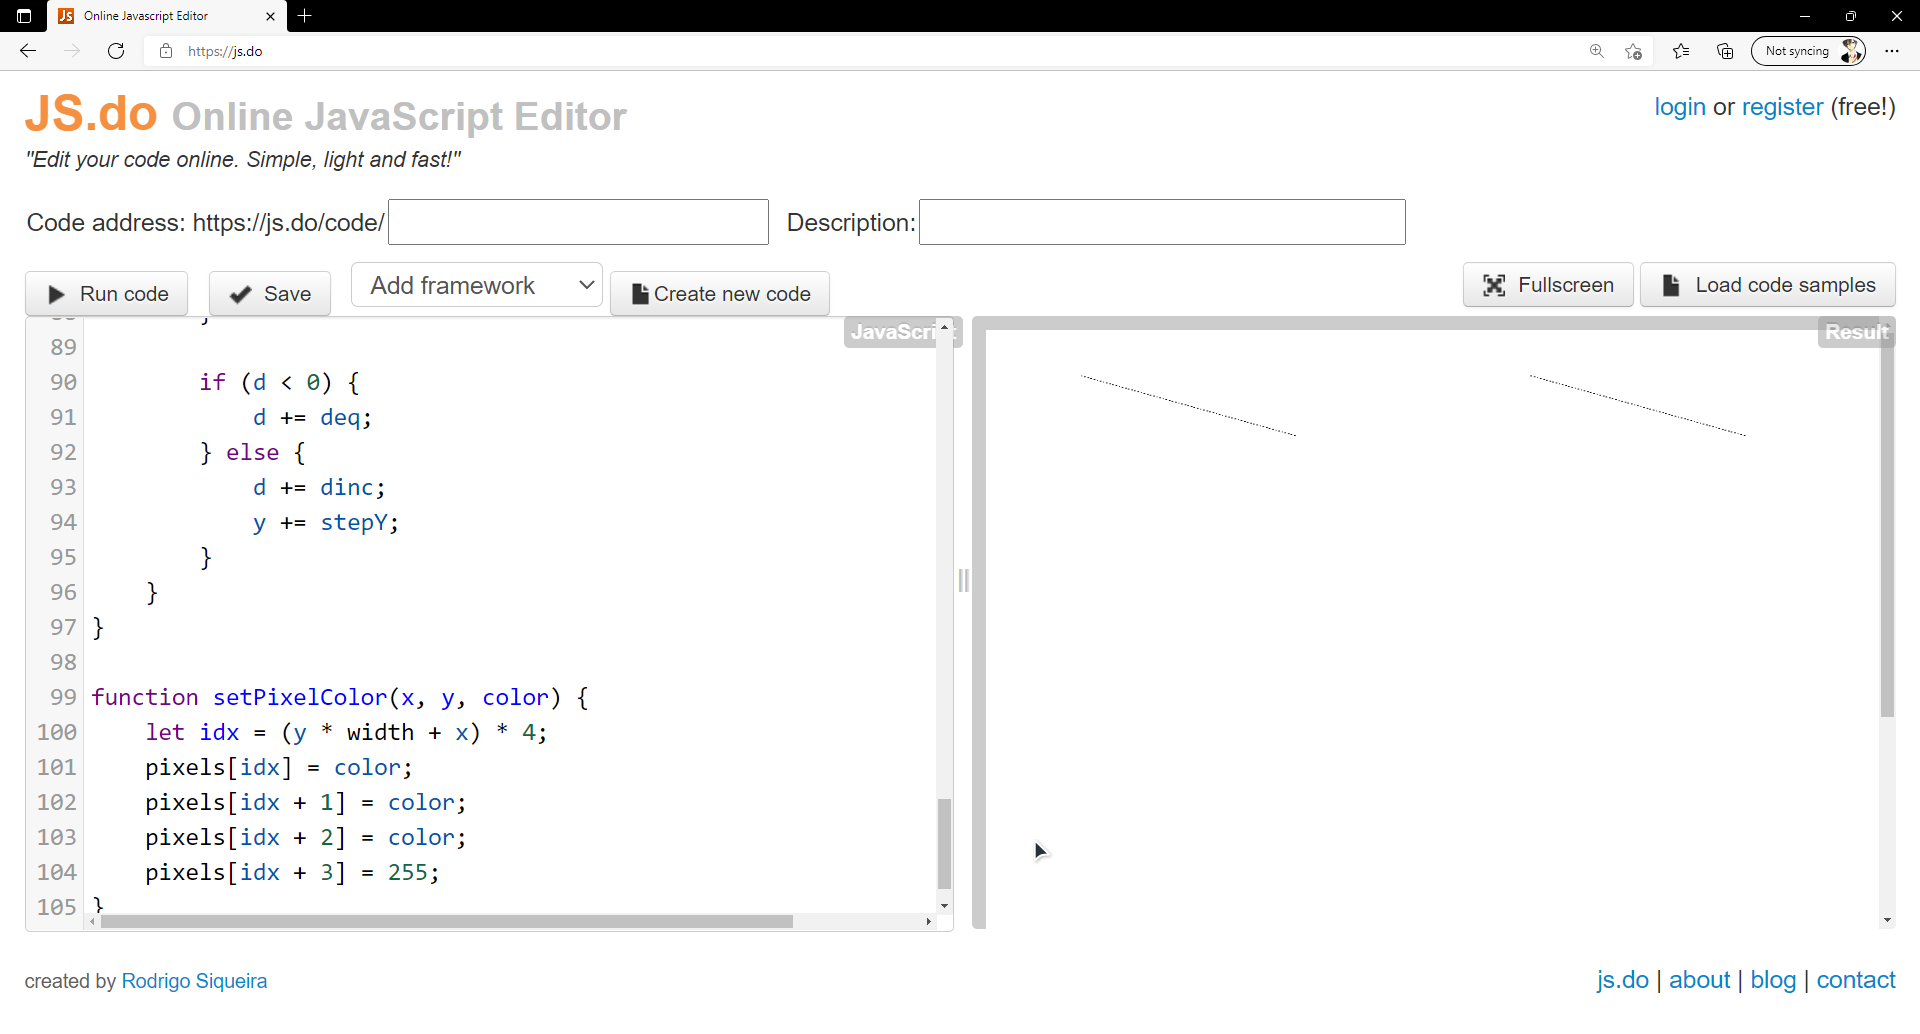 Online Javascript Editor
https://js.do
Not syncing
JS.do Online JavaScript Editor
login or register (free!)
"Edit your code online. Simple, light and fast!"
Code address: https://js.do/code/
Description:
Run code
Save
Add framework
Create new code
Fullscreen
Load code samples
JavaScript
Result
}
89
90 if (d < 0) {
91 d += deq;
92 } else {
93 d += dinc;
94 y += stepY;
95 }
96 }
97 }
98
99 function setPixelColor(x, y, color) {
100 let idx = (y * width + x) * 4;
101 pixels[idx] = color;
102 pixels[idx + 1] = color;
103 pixels[idx + 2] = color;
104 pixels[idx + 3] = 255;
105 }
created by Rodrigo Siqueira
js.do | about | blog | contact